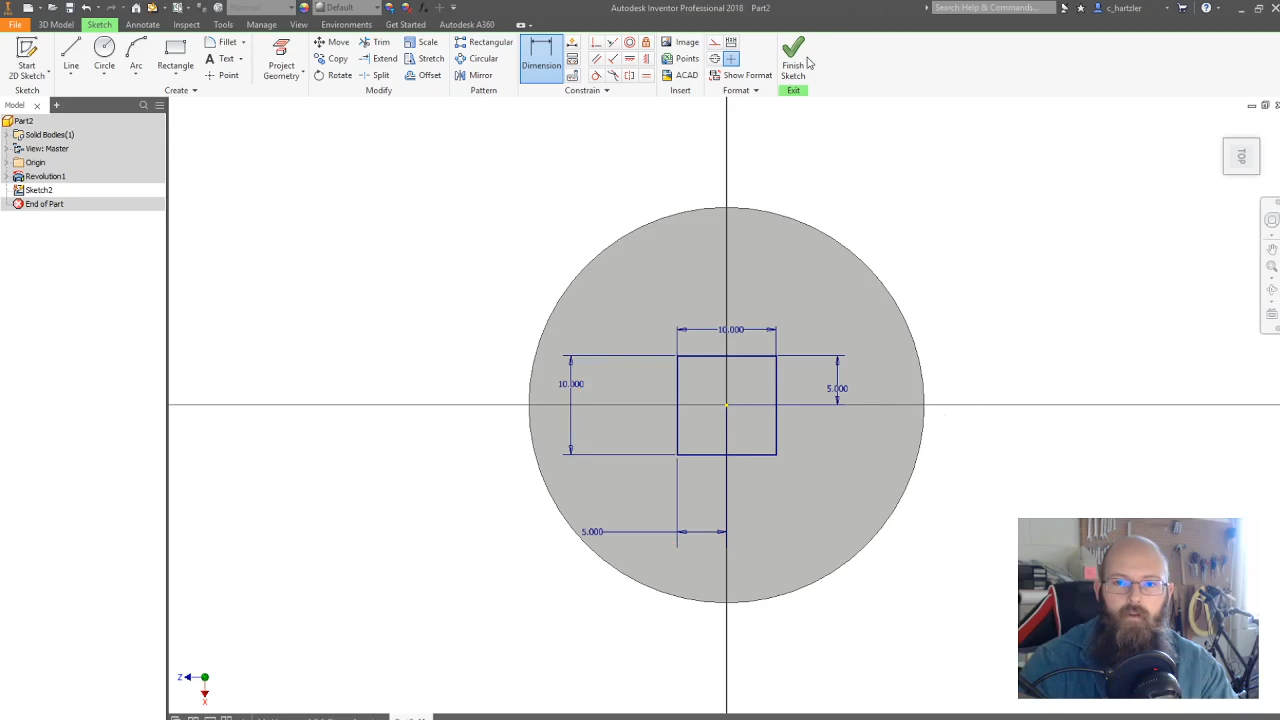 Material
Default
Autodesk Inventor Professional 2018 Part2
Search Help & Commands...
c_hartzler
File 3D Model Sketch Annotate Inspect Tools Manage View Environments Get Started Autodesk A360
Start
2D Sketch
Line
Circle
Arc
Rectangle
Fillet
Text
Point
Create
Project
Geometry
Move
Copy
Rotate
Trim
Extend
Split
Scale
Stretch
Offset
Modify
Rectangular
Circular
Mirror
Pattern
Dimension
Constrain
Image
Points
ACAD
Insert
Show Format
Format
Finish
Sketch
Exit
Model
Part2
Solid Bodies(1)
View: Master
Origin
Revolution1
Sketch2
End of Part
TOP
10.000
10.000
5.000
5.000
Z
X